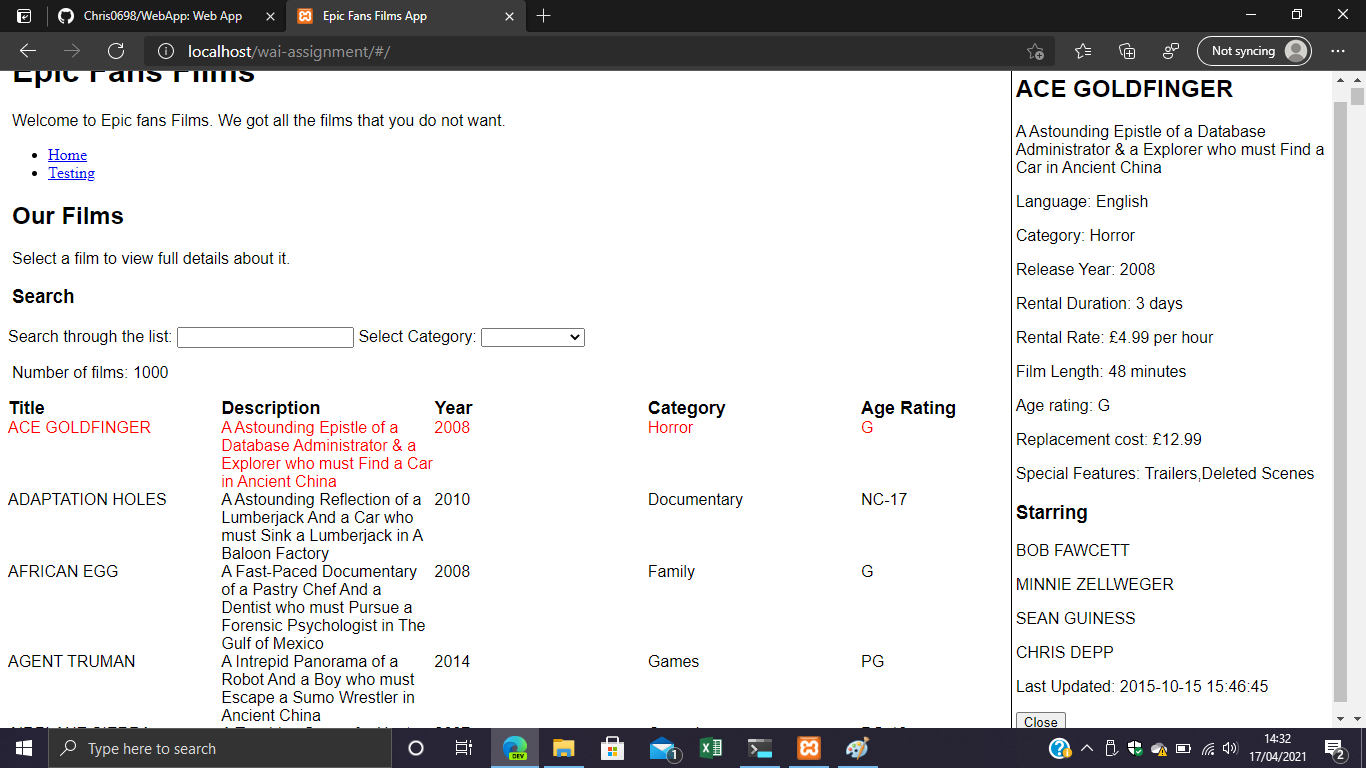 Chris0698/WebApp: Web App
Epic Fans Films App
localhost/wai-assignment/#/
Not syncing
Epic Fans Films
Welcome to Epic fans Films. We got all the films that you do not want.
Home
Testing
Our Films
Select a film to view full details about it.
Search
Search through the list:
Select Category:
Number of films: 1000
Title Description Year Category Age Rating
ACE GOLDFINGER A Astounding Epistle of a 2008 Horror G
Database Administrator & a
Explorer who must Find a Car
in Ancient China
ADAPTATION HOLES A Astounding Reflection of a 2010 Documentary NC-17
Lumberjack And a Car who
must Sink a Lumberjack in A
Baloon Factory
AFRICAN EGG A Fast-Paced Documentary 2008 Family G
of a Pastry Chef And a
Dentist who must Pursue a
Forensic Psychologist in The
Gulf of Mexico
AGENT TRUMAN A Intrepid Panorama of a 2014 Games PG
Robot And a Boy who must
Escape a Sumo Wrestler in
Ancient China
ACE GOLDFINGER
A Astounding Epistle of a Database
Administrator & a Explorer who must Find a
Car in Ancient China
Language: English
Category: Horror
Release Year: 2008
Rental Duration: 3 days
Rental Rate: £4.99 per hour
Film Length: 48 minutes
Age rating: G
Replacement cost: £12.99
Special Features: Trailers,Deleted Scenes
Starring
BOB FAWCETT
MINNIE ZELLWEGER
SEAN GUINESS
CHRIS DEPP
Last Updated: 2015-10-15 15:46:45
Close
Type here to search
DEV
1
14:32
17/04/2021
2